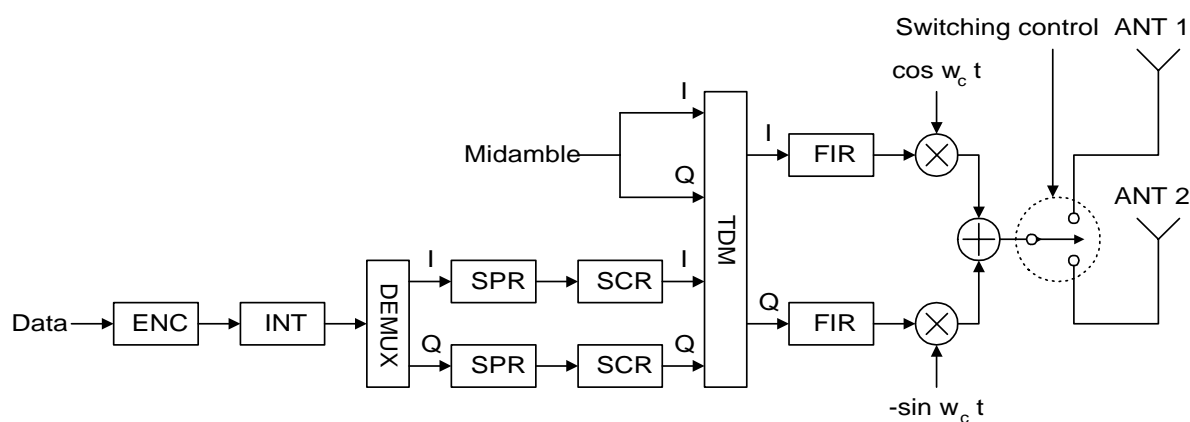 Switching control ANT 1
cos w_c t
I
I
Midamble
FIR
Q
ANT 2
TDM
I
I
SPR
SCR
Q
DEMUX
Data
ENC
INT
FIR
Q
Q
SPR
SCR
-sin w_c t